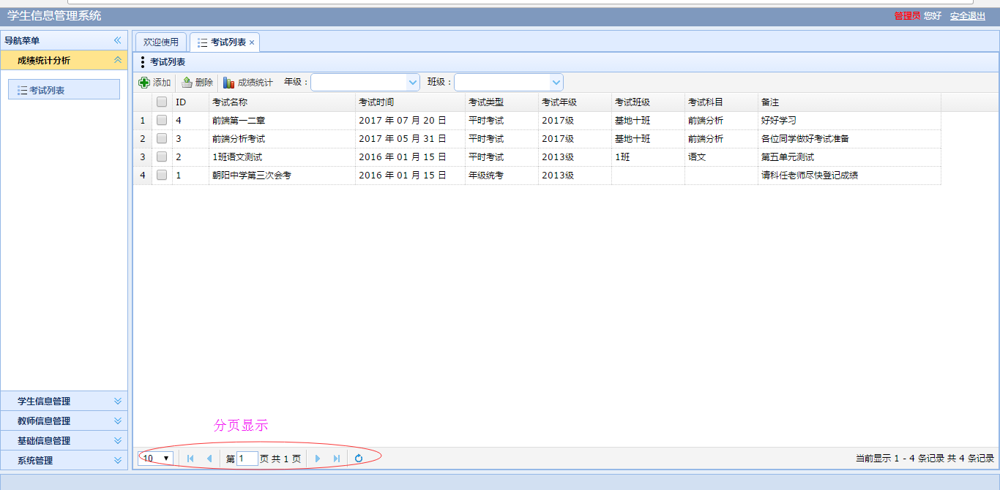 学生信息管理系统
管理员 您好 安全退出
导航菜单
成绩统计分析
考试列表
学生信息管理
教师信息管理
基础信息管理
系统管理
欢迎使用 考试列表
考试列表
添加 删除 成绩统计 年级： 班级：
ID 考试名称 考试时间 考试类型 考试年级 考试班级 考试科目 备注
1 4 前端第一二章 2017 年 07 月 20 日 平时考试 2017级 基地十班 前端分析 好好学习
2 3 前端分析考试 2017 年 05 月 31 日 平时考试 2017级 基地十班 前端分析 各位同学做好考试准备
3 2 1班语文测试 2016 年 01 月 15 日 平时考试 2013级 1班 语文 第五单元测试
4 1 朝阳中学第三次会考 2016 年 01 月 15 日 年级统考 2013级 请科任老师尽快登记成绩
分页显示
10 第 1 页 共 1 页 当前显示 1 - 4 条记录 共 4 条记录